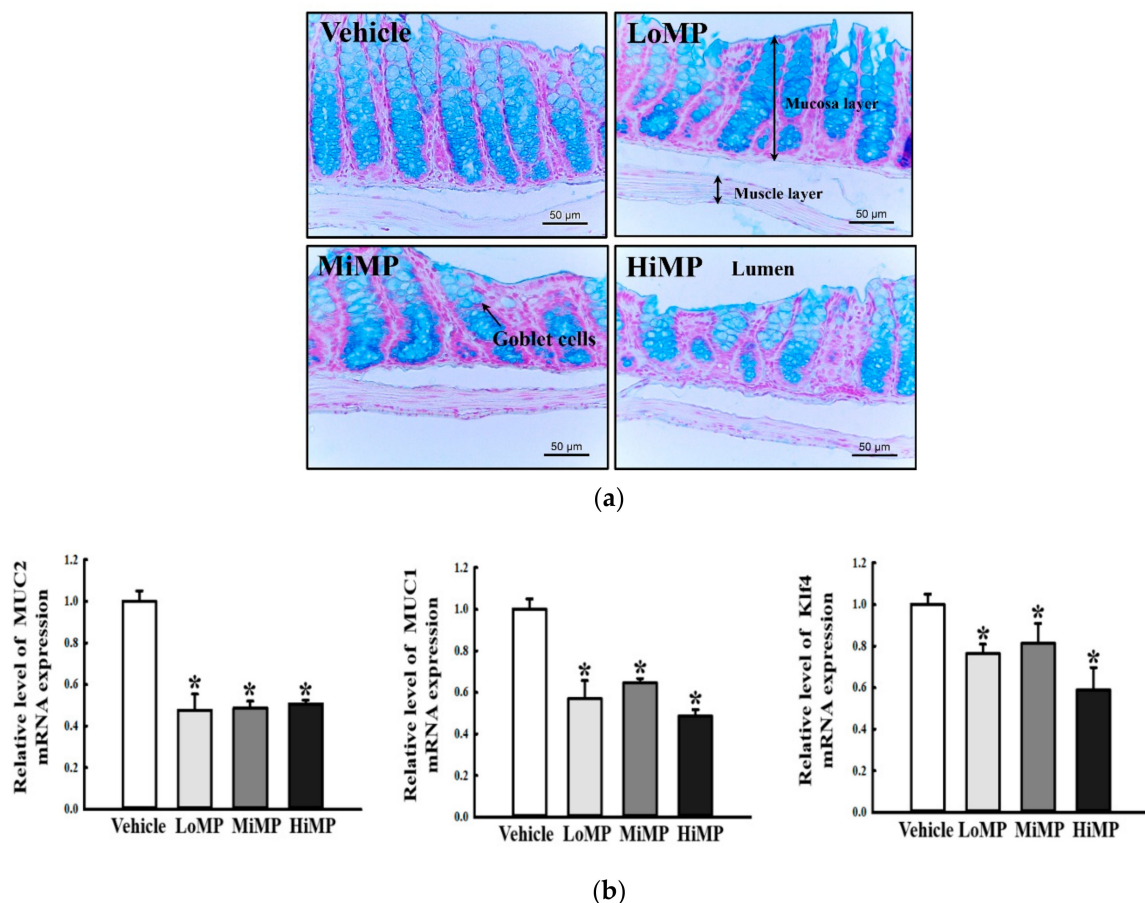 Vehicle
LoMP
Mucosa layer
Muscle layer
50 µm
50 µm
MiMP
HiMP
Lumen
Goblet cells
50 µm
50 µm
(a)
Relative level of MUC2
mRNA expression
1.2
1.0
0.8
0.6
0.4
0.2
0.0
*
*
*
Vehicle LoMP MiMP HiMP
Relative level of MUC1
mRNA expression
1.2
1.0
0.8
0.6
0.4
0.2
0.0
*
*
*
Vehicle LoMP MiMP HiMP
Relative level of Klf4
mRNA expression
1.2
1.0
0.8
0.6
0.4
0.2
0.0
*
*
*
Vehicle LoMP MiMP HiMP
(b)